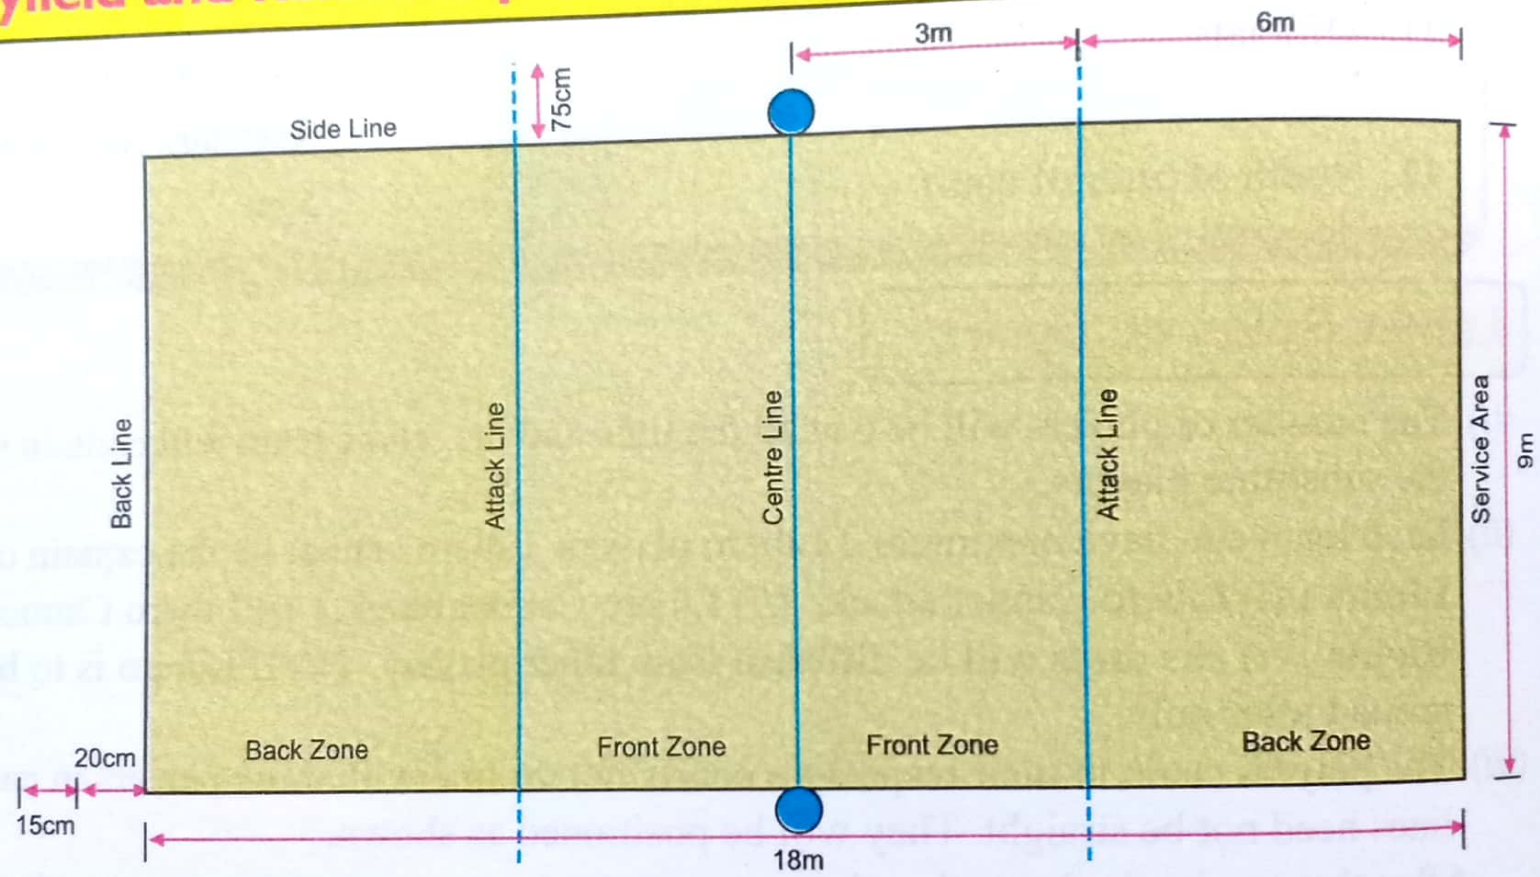 3m
6m
75cm
Side Line
Back Line
Attack Line
Centre Line
Attack Line
Service Area
9m
Back Zone
Front Zone
Front Zone
Back Zone
20cm
15cm
18m